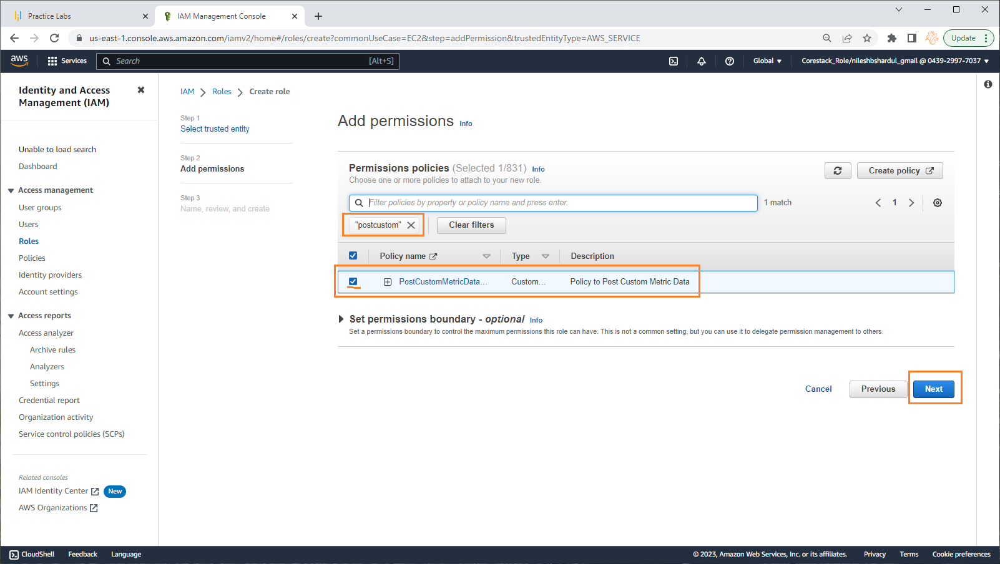 Practice Labs
IAM Management Console
us-east-1.console.aws.amazon.com/iamv2/home#/roles/create?commonUseCase=EC2&step=addPermission&trustedEntityType=AWS_SERVICE
Update
aws
Services
Search
[Alt+S]
Global
Corestack_Role/nileshbshardul_gmail @ 0439-2997-7037
Identity and Access
Management (IAM)
Unable to load search
Dashboard
Access management
User groups
Users
Roles
Policies
Identity providers
Account settings
Access reports
Access analyzer
Archive rules
Analyzers
Settings
Credential report
Organization activity
Service control policies (SCPs)
Related consoles
IAM Identity Center
New
AWS Organizations
IAM
Roles
Create role
Step 1
Select trusted entity
Step 2
Add permissions
Step 3
Name, review, and create
Add permissions Info
Permissions policies (Selected 1/831) Info
Choose one or more policies to attach to your new role.
Create policy
Filter policies by property or policy name and press enter.
1 match
1
"postcustom"
Clear filters
Policy name
Type
Description
PostCustomMetricData...
Custom...
Policy to Post Custom Metric Data
Set permissions boundary - optional Info
Set a permissions boundary to control the maximum permissions this role can have. This is not a common setting, but you can use it to delegate permission management to others.
Cancel
Previous
Next
CloudShell
Feedback
Language
© 2023, Amazon Web Services, Inc. or its affiliates.
Privacy
Terms
Cookie preferences